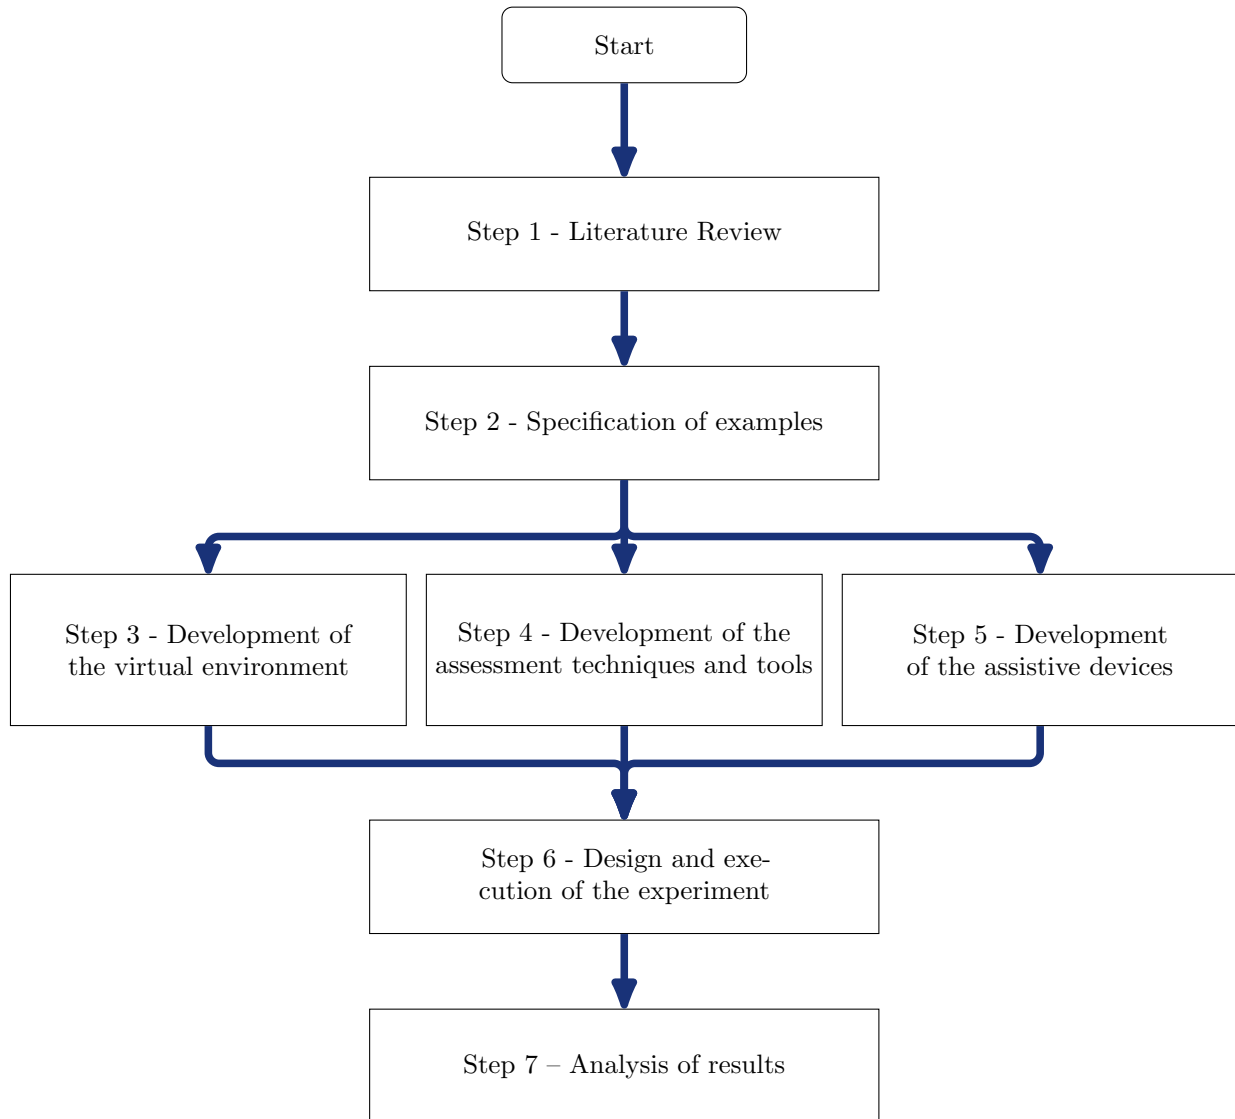 Start
Step 1 - Literature Review
Step 2 - Specification of examples
Step 3 - Development of
the virtual environment
Step 4 - Development of the
assessment techniques and tools
Step 5 - Development
of the assistive devices
Step 6 - Design and exe-
cution of the experiment
Step 7 – Analysis of results